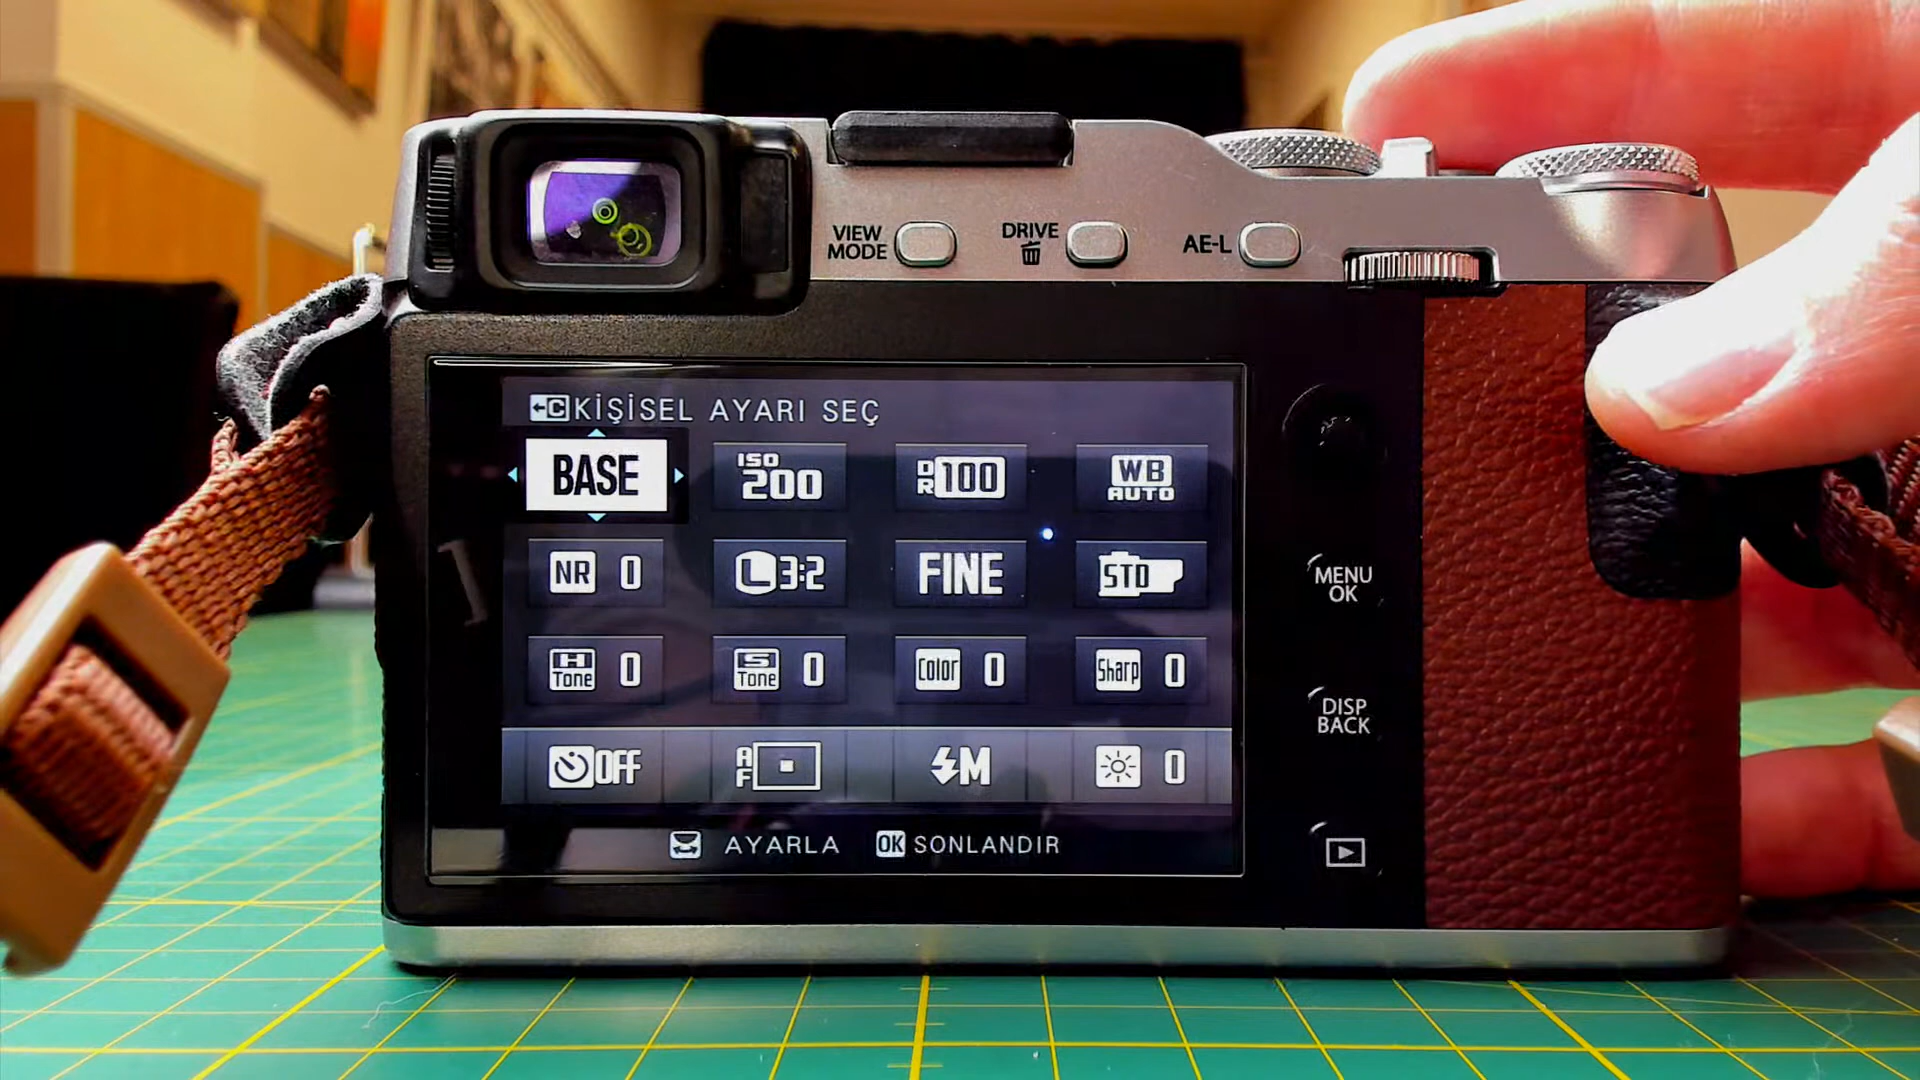 VIEW
MODE
DRIVE
AE-L
C KİŞİSEL AYARI SEÇ
BASE
ISO 200
DR 100
WB AUTO
NR 0
L 3:2
FINE
STD
H Tone 0
S Tone 0
Color 0
Sharp 0
OFF
AF
M
0
AYARLA OK SONLANDIR
MENU
OK
DISP
BACK